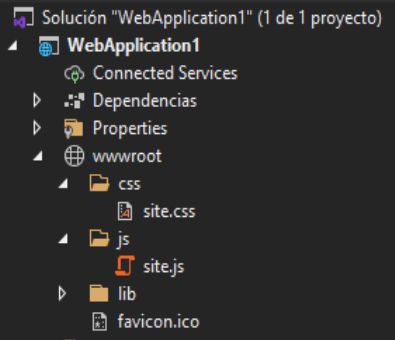 Solución "WebApplication1" (1 de 1 proyecto)
WebApplication1
Connected Services
Dependencias
Properties
wwwroot
css
site.css
js
site.js
lib
favicon.ico